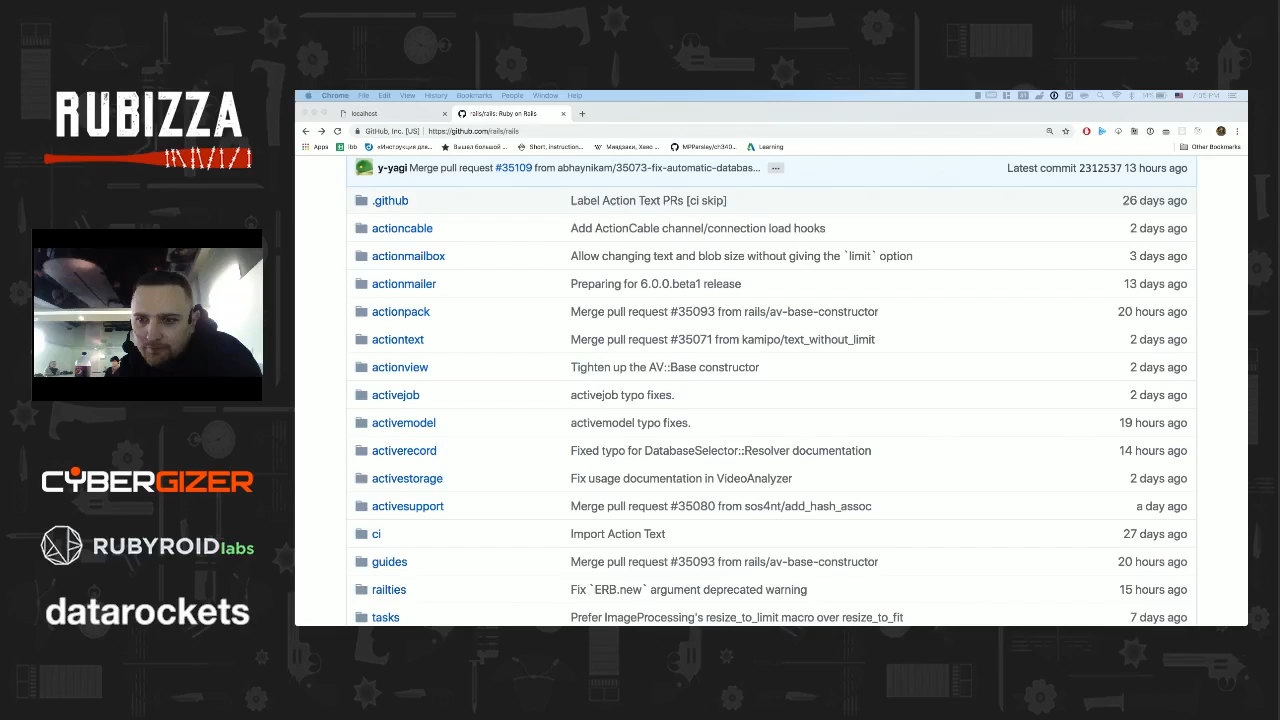 RUBIZZA
CYBERGIZER
RUBYROIDlabs
datarockets
Chrome File Edit View History Bookmarks People Window Help
localhost
rails/rails: Ruby on Rails
GitHub, Inc. [US] | https://github.com/rails/rails
Apps
ibb
«Инструкция для...
Вышел большой ...
Short, instruction...
Миядзаки, Хаяо ...
MPParsley/ch340...
Learning
Other Bookmarks
y-yagi Merge pull request #35109 from abhaynikam/35073-fix-automatic-databas... ...
Latest commit 2312537 13 hours ago
.github Label Action Text PRs [ci skip] 26 days ago
actioncable Add ActionCable channel/connection load hooks 2 days ago
actionmailbox Allow changing text and blob size without giving the `limit` option 3 days ago
actionmailer Preparing for 6.0.0.beta1 release 13 days ago
actionpack Merge pull request #35093 from rails/av-base-constructor 20 hours ago
actiontext Merge pull request #35071 from kamipo/text_without_limit 2 days ago
actionview Tighten up the AV::Base constructor 2 days ago
activejob activejob typo fixes. 2 days ago
activemodel activemodel typo fixes. 19 hours ago
activerecord Fixed typo for DatabaseSelector::Resolver documentation 14 hours ago
activestorage Fix usage documentation in VideoAnalyzer 2 days ago
activesupport Merge pull request #35080 from sos4nt/add_hash_assoc a day ago
ci Import Action Text 27 days ago
guides Merge pull request #35093 from rails/av-base-constructor 20 hours ago
railties Fix `ERB.new` argument deprecated warning 15 hours ago
tasks Prefer ImageProcessing's resize_to_limit macro over resize_to_fit 7 days ago